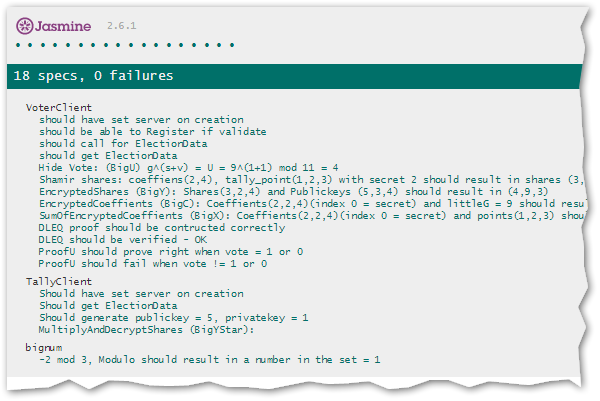 Jasmine 2.6.1
• • • • • • • • • • • • • • • • • •
18 specs, 0 failures
VoterClient
should have set server on creation
should be able to Register if validate
should call for ElectionData
should get ElectionData
Hide Vote: (BigU) g^(s+v) = U = 9^(1+1) mod 11 = 4
Shamir shares: coeffiens(2,4), tally_point(1,2,3) with secret 2 should result in shares (3,
EncryptedShares (BigY): Shares(3,2,4) and Publickeys (5,3,4) should result in (4,9,3)
EncryptedCoeffients (BigC): Coefficients(2,2,4)(index 0 = secret) and littleG = 9 should resu
SumOfEncryptedCoeffients (BigX): Coeffients(2,2,4)(index 0 = secret) and points(1,2,3) shou
DLEQ proof should be contructed correctly
DLEQ should be verified - OK
ProofU should prove right when vote = 1 or 0
ProofU should fail when vote != 1 or 0
TallyClient
Should have set server on creation
Should get ElectionData
Should generate publickey = 5, privatekey = 1
MultiplyAndDecryptShares (BigYStar):
bignum
-2 mod 3, Modulo should result in a number in the set = 1